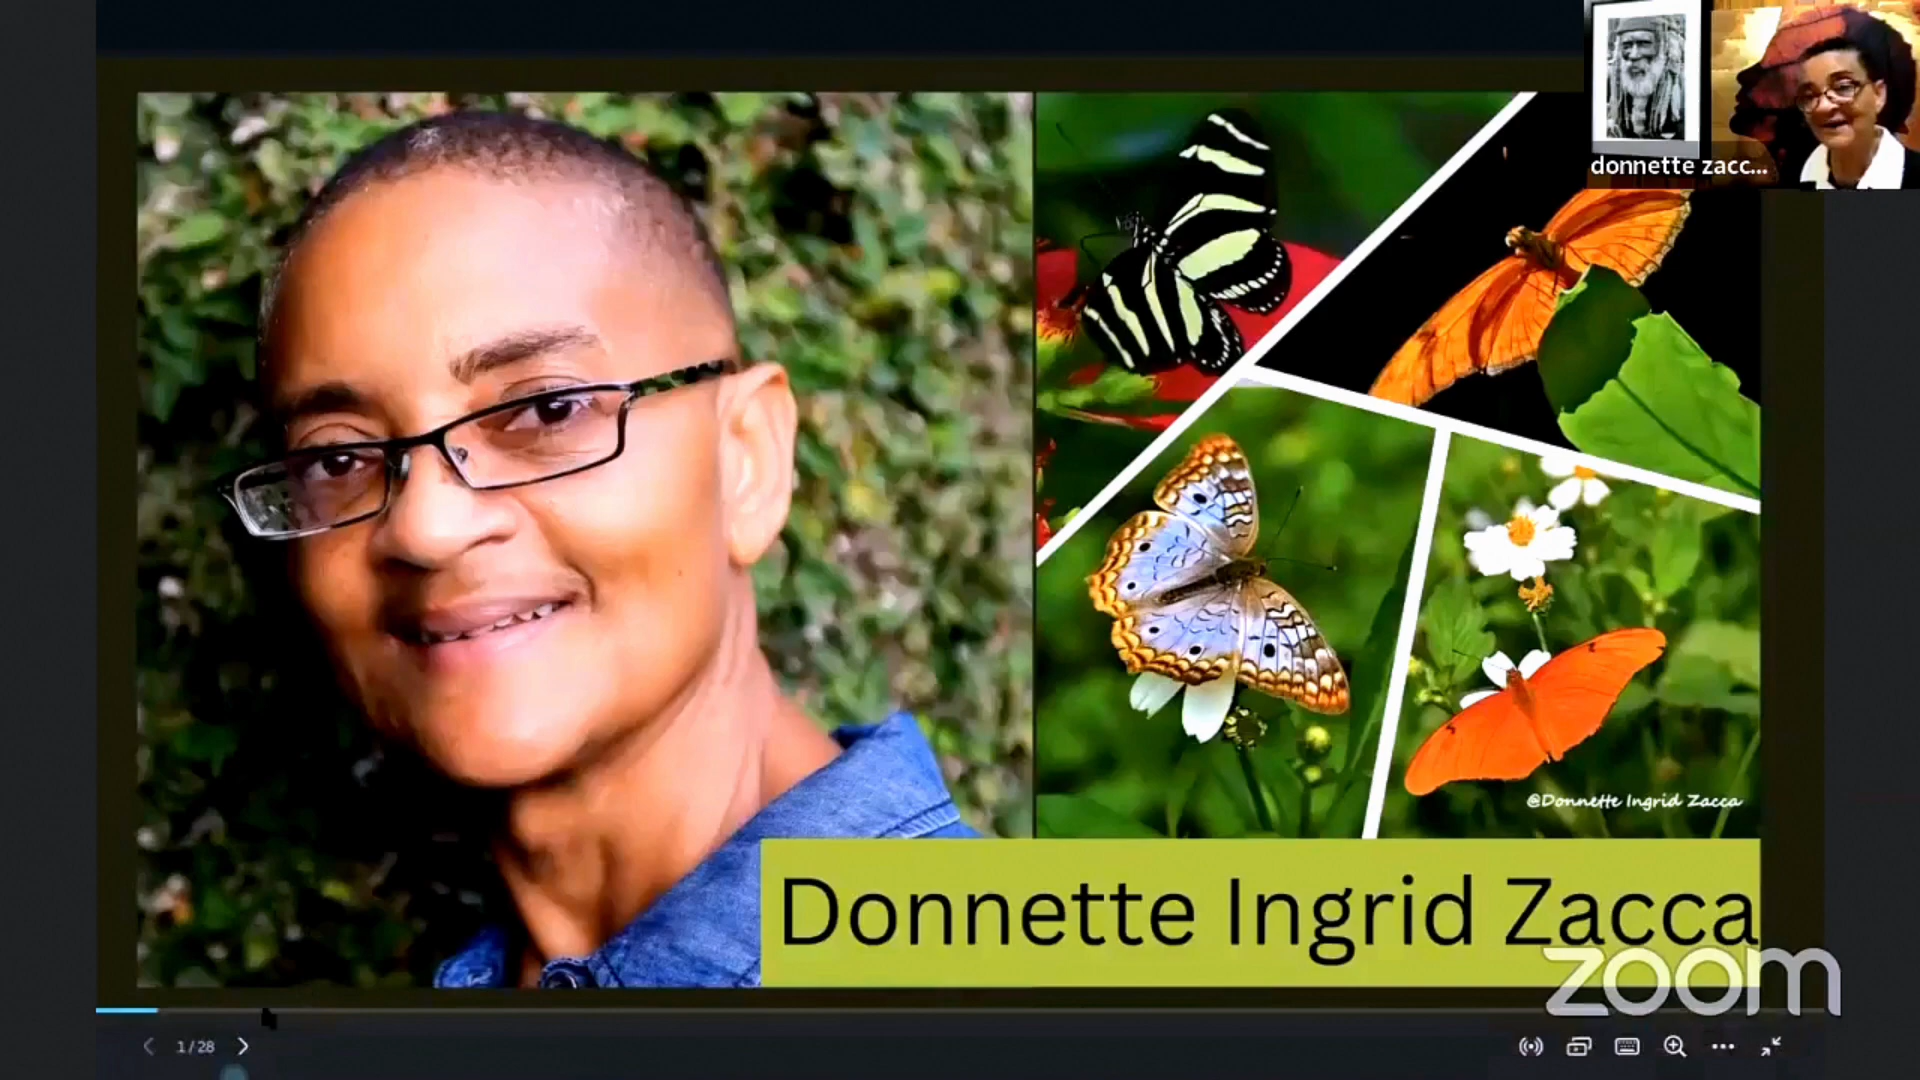 donnette zacc...
@Donnette Ingrid Zacca
Donnette Ingrid Zacca
zoom
1/28